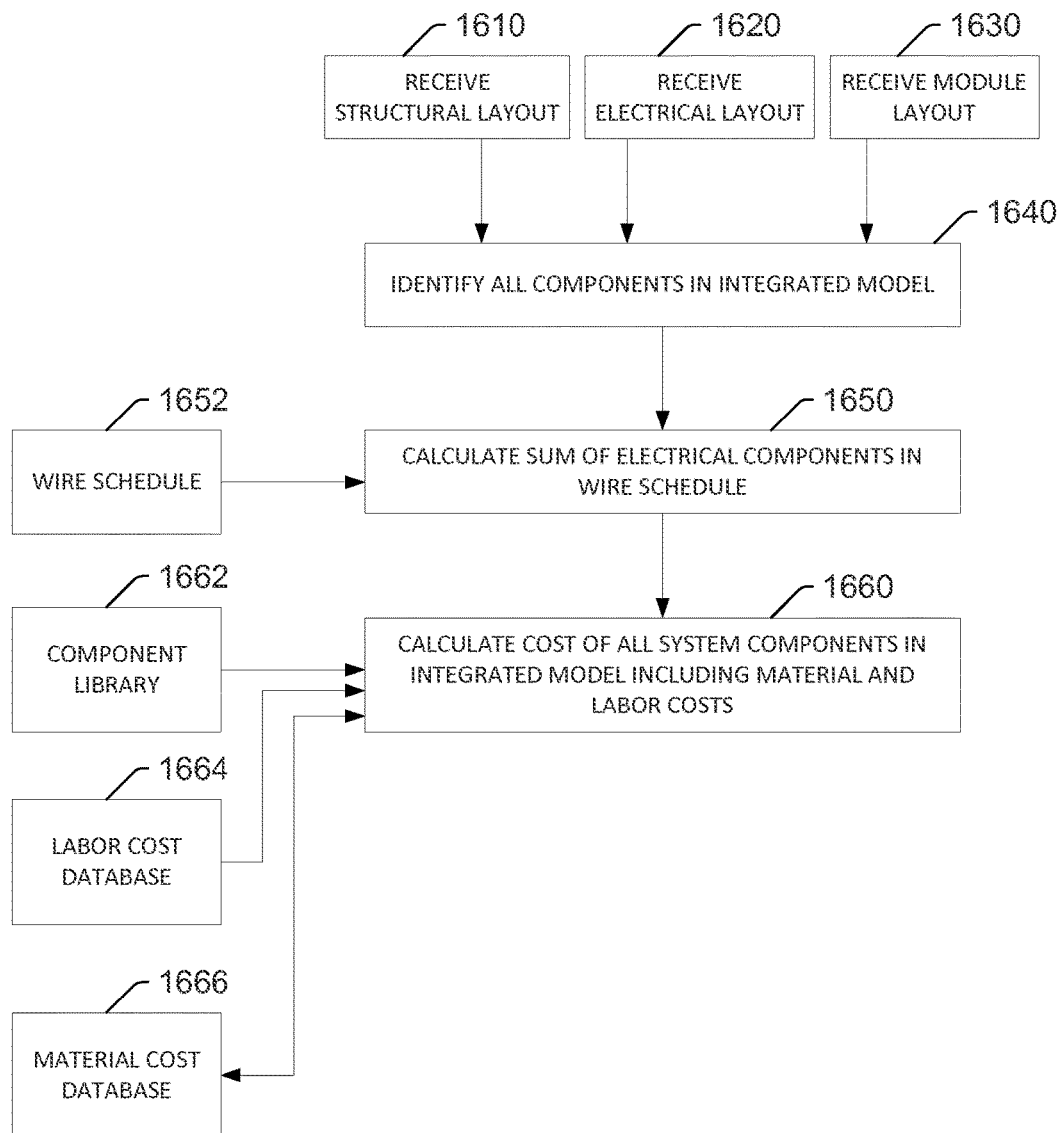 1610
1620
1630
RECEIVE
STRUCTURAL LAYOUT
RECEIVE
ELECTRICAL LAYOUT
RECEIVE MODULE
LAYOUT
1640
IDENTIFY ALL COMPONENTS IN INTEGRATED MODEL
1652
1650
WIRE SCHEDULE
CALCULATE SUM OF ELECTRICAL COMPONENTS IN
WIRE SCHEDULE
1662
1660
COMPONENT
LIBRARY
CALCULATE COST OF ALL SYSTEM COMPONENTS IN
INTEGRATED MODEL INCLUDING MATERIAL AND
LABOR COSTS
1664
LABOR COST
DATABASE
1666
MATERIAL COST
DATABASE